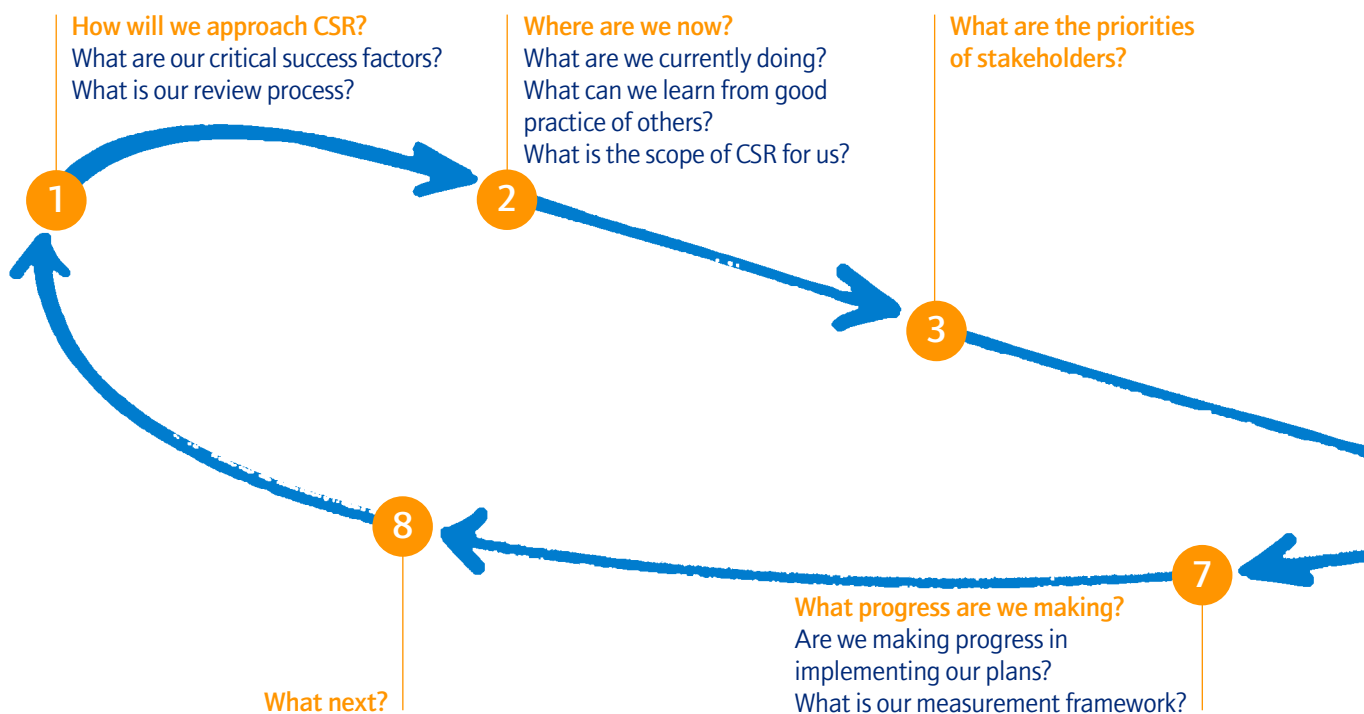 How will we approach CSR?
What are our critical success factors?
What is our review process?
Where are we now?
What are we currently doing?
What can we learn from good
practice of others?
What is the scope of CSR for us?
What are the priorities
of stakeholders?
1
2
3
8
7
What progress are we making?
Are we making progress in
implementing our plans?
What is our measurement framework?
What next?